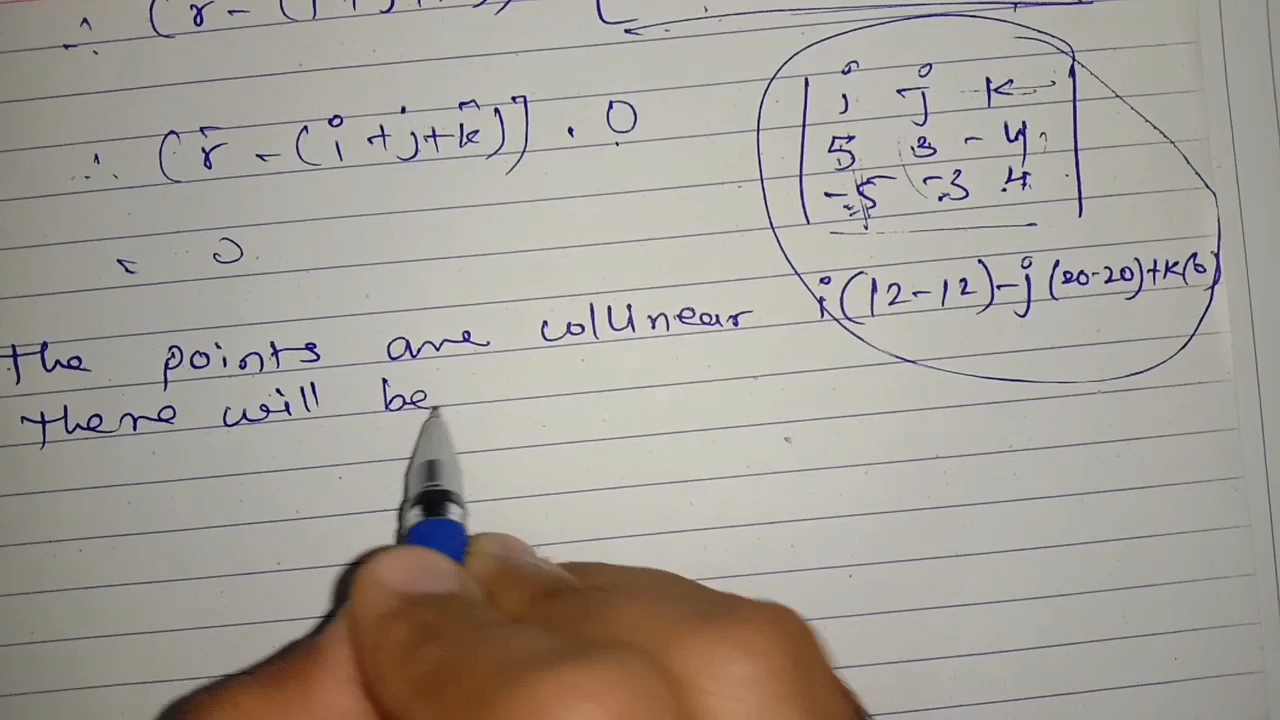 ∴ (r̄ - (î + ĵ + k̂)] . 0
= 0
the points are collinear
there will be
i j k
5 3 -4
-5 -3 4
i(12-12)-j(20-20)+k(